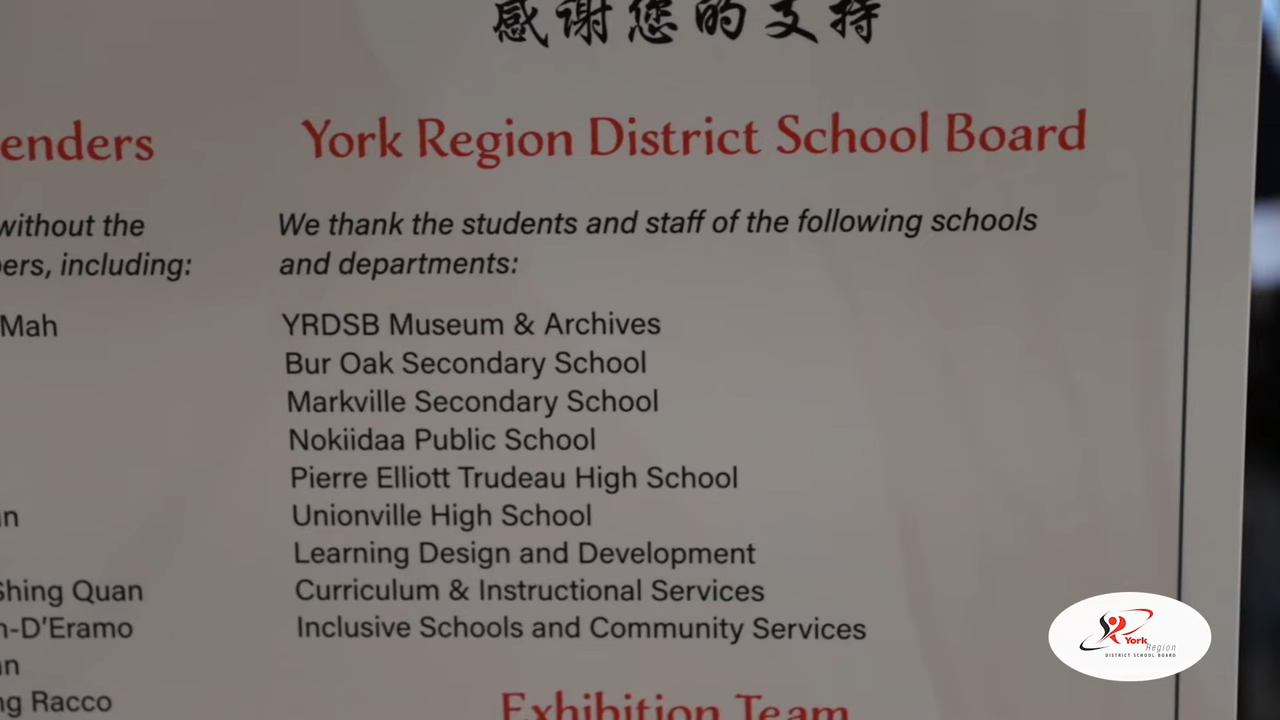 感谢您的支持
enders
without the
ers, including:
Mah
Shing Quan
-D'Eramo
Racco
York Region District School Board
We thank the students and staff of the following schools
and departments:
YRDSB Museum & Archives
Bur Oak Secondary School
Markville Secondary School
Nokiidaa Public School
Pierre Elliott Trudeau High School
Unionville High School
Learning Design and Development
Curriculum & Instructional Services
Inclusive Schools and Community Services
Exhibition Team
York Region
DISTRICT SCHOOL BOARD